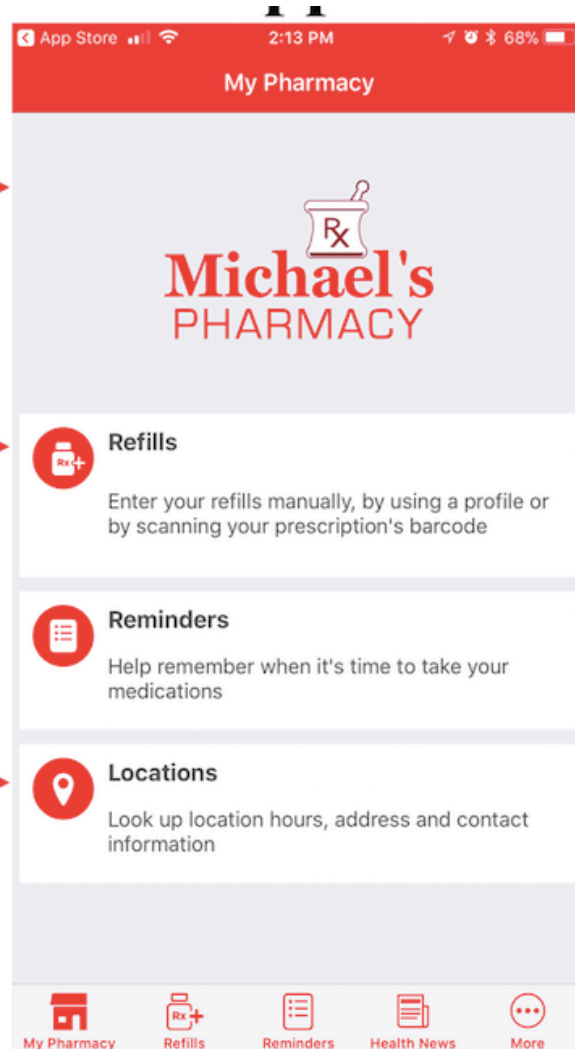 App Store 2:13 PM 68%
My Pharmacy
Rx
Michael's
PHARMACY
Refills
Rx
Enter your refills manually, by using a profile or
by scanning your prescription's barcode
Reminders
Help remember when it's time to take your
medications
Locations
Look up location hours, address and contact
information
Rx
My Pharmacy Refills Reminders Health News More